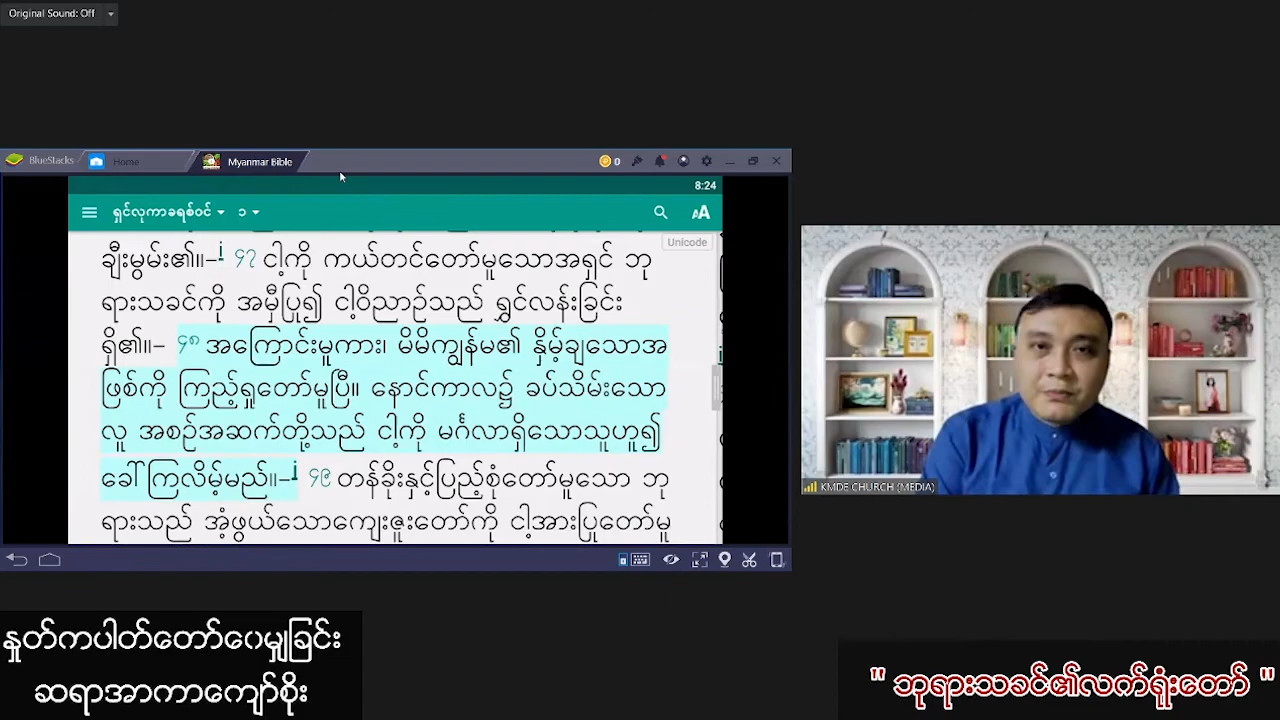 Original Sound: Off
BlueStacks
Home
Myanmar Bible
0
8:24
ရှင်လုကာခရစ်ဝင် ၁
AA
Unicode
ချီးမွမ်း၏။–
၄၇ ငါ့ကို ကယ်တင်တော်မူသောအရှင် ဘု
ရားသခင်ကို အမှီပြု၍ ငါ့ဝိညာဉ်သည် ရွှင်လန်းခြင်း
ရှိ၏။– ၄၈ အကြောင်းမူကား၊ မိမိကျွန်မ၏ နှိမ့်ချသောအ
ဖြစ်ကို ကြည့်ရှုတော်မူပြီ။ နောင်ကာလ၌ ခပ်သိမ်းသော
လူ အစဉ်အဆက်တို့သည် ငါ့ကို မင်္ဂလာရှိသောသူဟူ၍
ခေါ်ကြလိမ့်မည်။– ၄၉ တန်ခိုးနှင့်ပြည့်စုံတော်မူသော ဘု
ရားသည် အံ့ဖွယ်သောကျေးဇူးတော်ကို ငါ့အားပြုတော်မူ
KMDE CHURCH (MEDIA)
နှုတ်ကပါတ်တော်ဝေမျှခြင်း
ဆရာအာကာကျော်စိုး
" ဘုရားသခင်၏လက်ရုံးတော် "